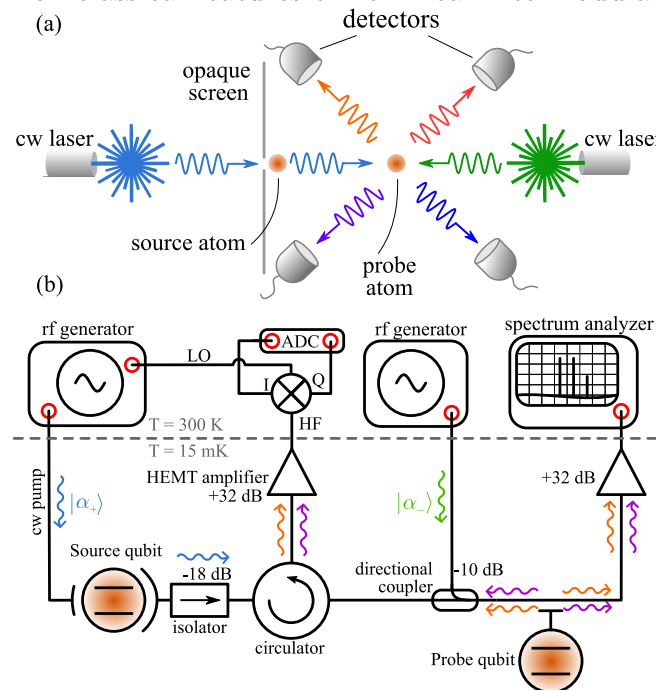 (a)
detectors
opaque
screen
cw laser
cw laser
source atom
probe
atom
(b)
rf generator
LO
ADC
I
Q
HF
rf generator
spectrum analyzer
T = 300 K
T = 15 mK
cw pump
|α₊⟩
HEMT amplifier
+32 dB
|α₋⟩
+32 dB
Source qubit
-18 dB
isolator
circulator
directional
coupler
-10 dB
Probe qubit